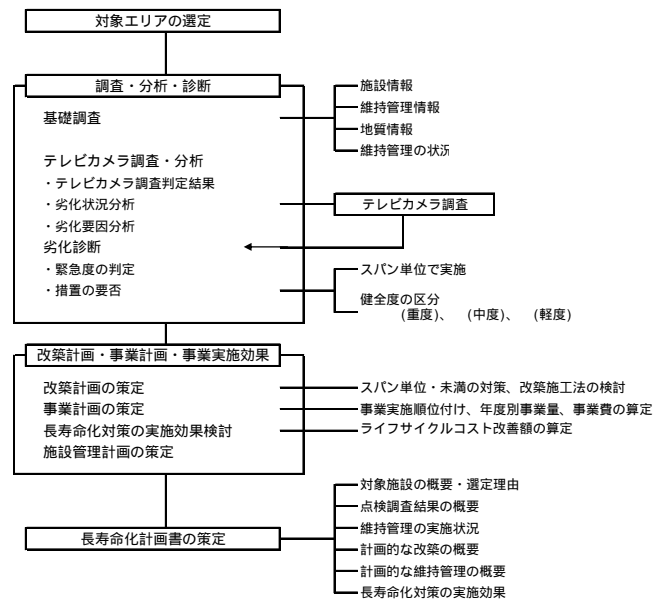 対象エリアの選定
調査・分析・診断
基礎調査
施設情報
維持管理情報
地質情報
維持管理の状況
テレビカメラ調査・分析
・テレビカメラ調査判定結果
・劣化状況分析
・劣化要因分析
テレビカメラ調査
劣化診断
・緊急度の判定
・措置の要否
スパン単位で実施
健全度の区分
(重度)、 (中度)、 (軽度)
改築計画・事業計画・事業実施効果
改築計画の策定
スパン単位・未満の対策、改築施工法の検討
事業計画の策定
事業実施順位付け、年度別事業量、事業費の算定
長寿命化対策の実施効果検討
ライフサイクルコスト改善額の算定
施設管理計画の策定
長寿命化計画書の策定
対象施設の概要・選定理由
点検調査結果の概要
維持管理の実施状況
計画的な改築の概要
計画的な維持管理の概要
長寿命化対策の実施効果